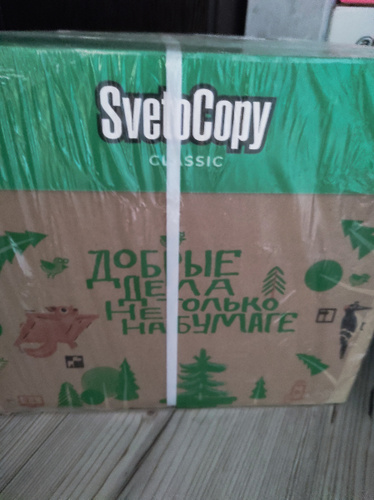 SvetoCopy
CLASSIC
ДОБРЫЕ
ДЕЛА
НЕ ТОЛЬКО
НА БУМАГЕ